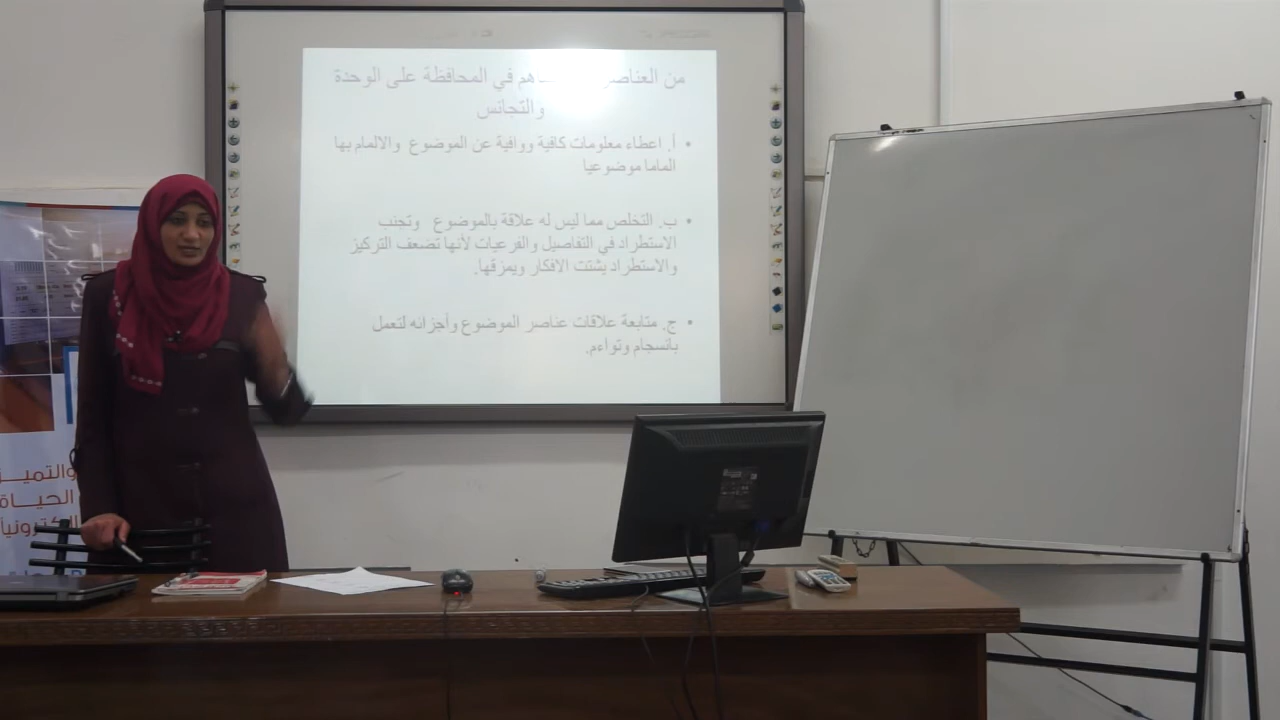 من العناصر هم في المحافظة على الوحدة
والتجانس
• أ. اعطاء معلومات كافية ووافية عن الموضوع والالمام بها
الماما موضوعيا
• ب. التخلص مما ليس له علاقة بالموضوع وتجنب
الاستطراد في التفاصيل والفرعيات لأنها تضعف التركيز
والاستطراد يشتت الافكار ويمزقها.
• ج. متابعة علاقات عناصر الموضوع وأجزائه لتعمل
بانسجام وتواءم.
والتميـز
الحيـاة